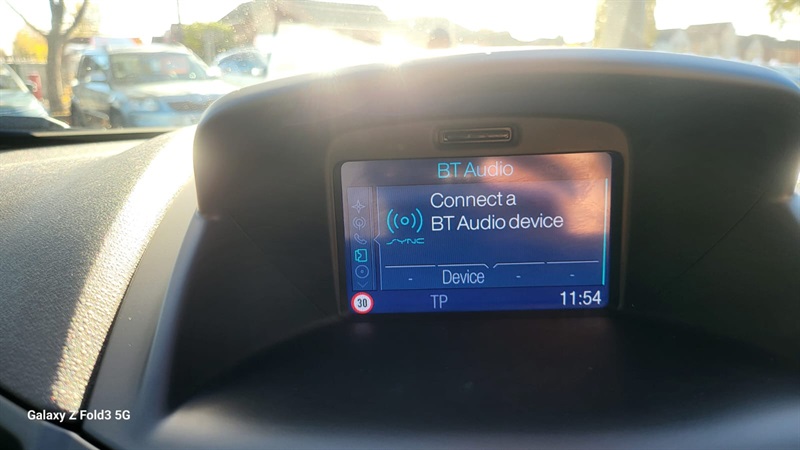 BT Audio
Connect a
BT Audio device
SYNC
- Device - -
30 TP 11:54
Galaxy Z Fold3 5G